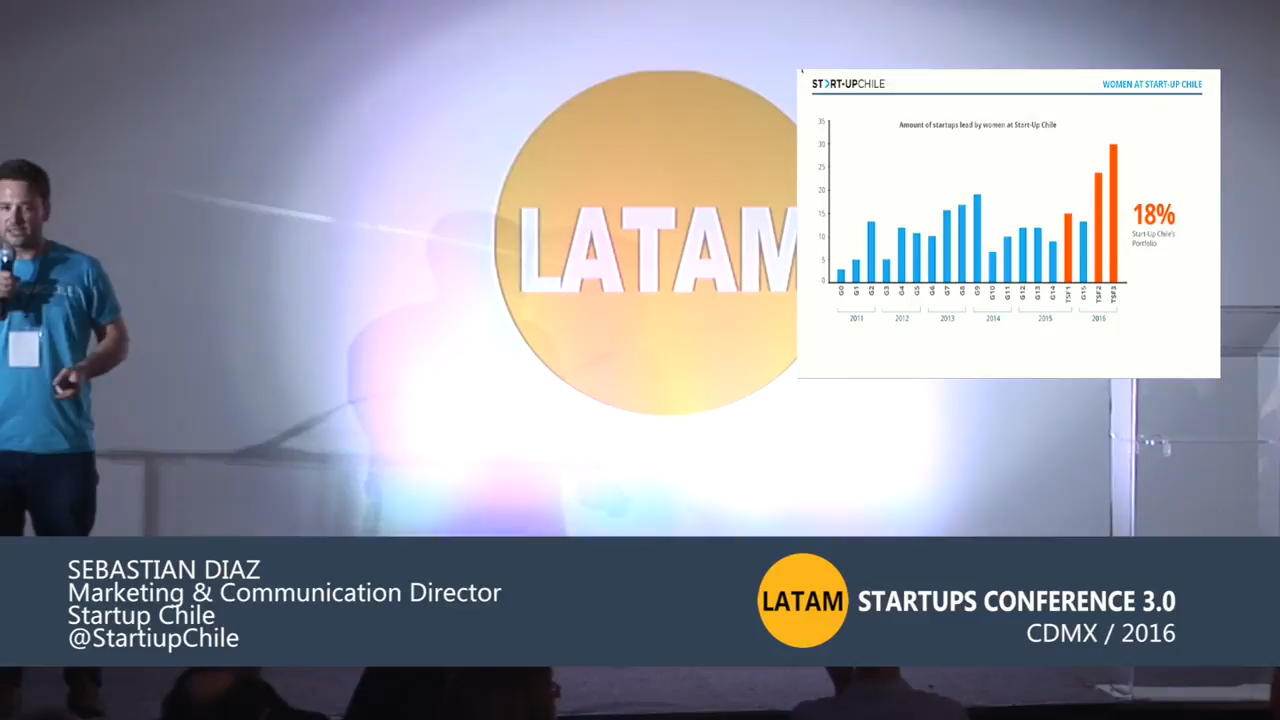 LATAM
START-UPCHILE
WOMEN AT START-UP CHILE
Amount of startups lead by women at Start-Up Chile
35
30
25
20
15
10
5
0
G0 G1 G2 G3 G4 G5 G6 G7 G8 G9 G10 G11 G12 G13 G14 TSF1 G15 TSF2 TSF3
2011 2012 2013 2014 2015 2016
18%
Start-Up Chile's
Portfolio
SEBASTIAN DIAZ
Marketing & Communication Director
Startup Chile
@StartiupChile
LATAM STARTUPS CONFERENCE 3.0
CDMX / 2016